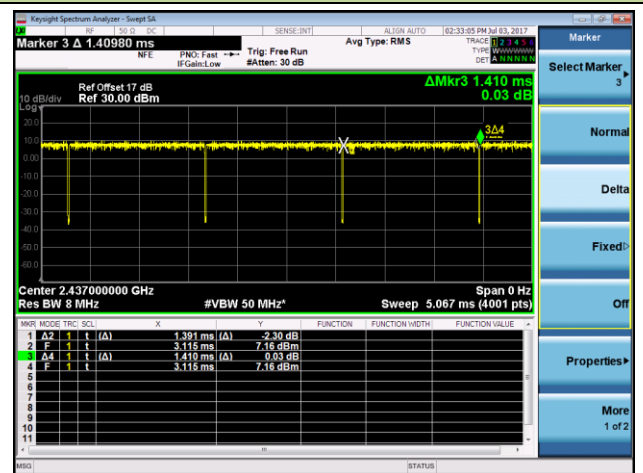 Keysight Spectrum Analyzer - Swept SA
RF 50 Ω DC SENSE:INT ALIGN AUTO 02:33:05 PM Jul 03, 2017
Marker 3 Δ 1.40980 ms
NFE
PNO: Fast
IFGain:Low
Trig: Free Run
#Atten: 30 dB
Avg Type: RMS
TRACE 1 2 3 4 5 6
TYPE WWWWWW
DET A N N N N N
Ref Offset 17 dB
10 dB/div Ref 30.00 dBm
Log
ΔMkr3 1.410 ms
0.03 dB
20.0
10.0
0.00
-10.0
-20.0
-30.0
-40.0
-50.0
-60.0
3Δ4
Center 2.437000000 GHz Span 0 Hz
Res BW 8 MHz #VBW 50 MHz* Sweep 5.067 ms (4001 pts)
MKR MODE TRC SCL X Y FUNCTION FUNCTION WIDTH FUNCTION VALUE
1 Δ2 1 t (Δ) 1.391 ms (Δ) -2.30 dB
2 F 1 t 3.115 ms 7.16 dBm
3 Δ4 1 t (Δ) 1.410 ms (Δ) 0.03 dB
4 F 1 t 3.115 ms 7.16 dBm
5
6
7
8
9
10
11
MSG STATUS
Marker
Select Marker
3
Normal
Delta
Fixed
Off
Properties
More
1 of 2